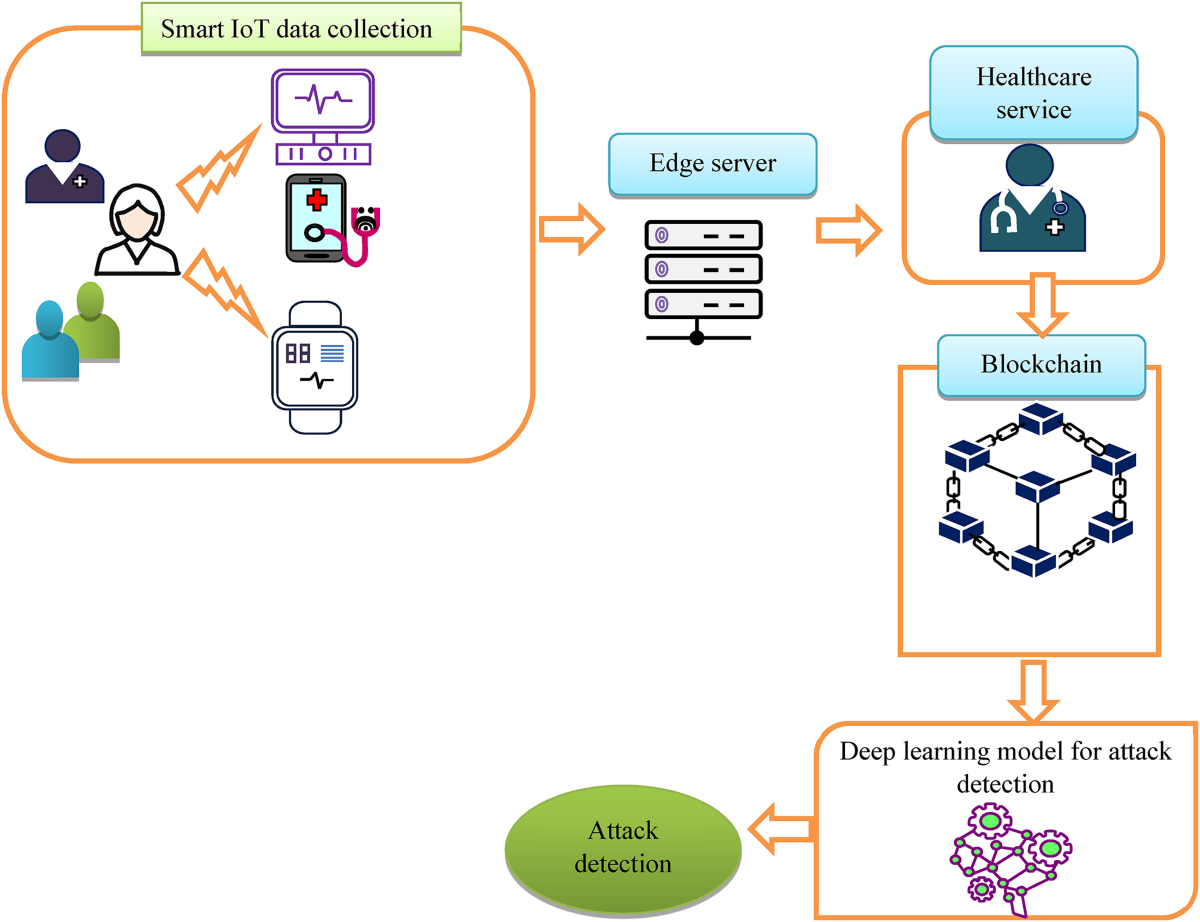 Smart IoT data collection
Edge server
Healthcare
service
Blockchain
Deep learning model for attack
detection
Attack
detection